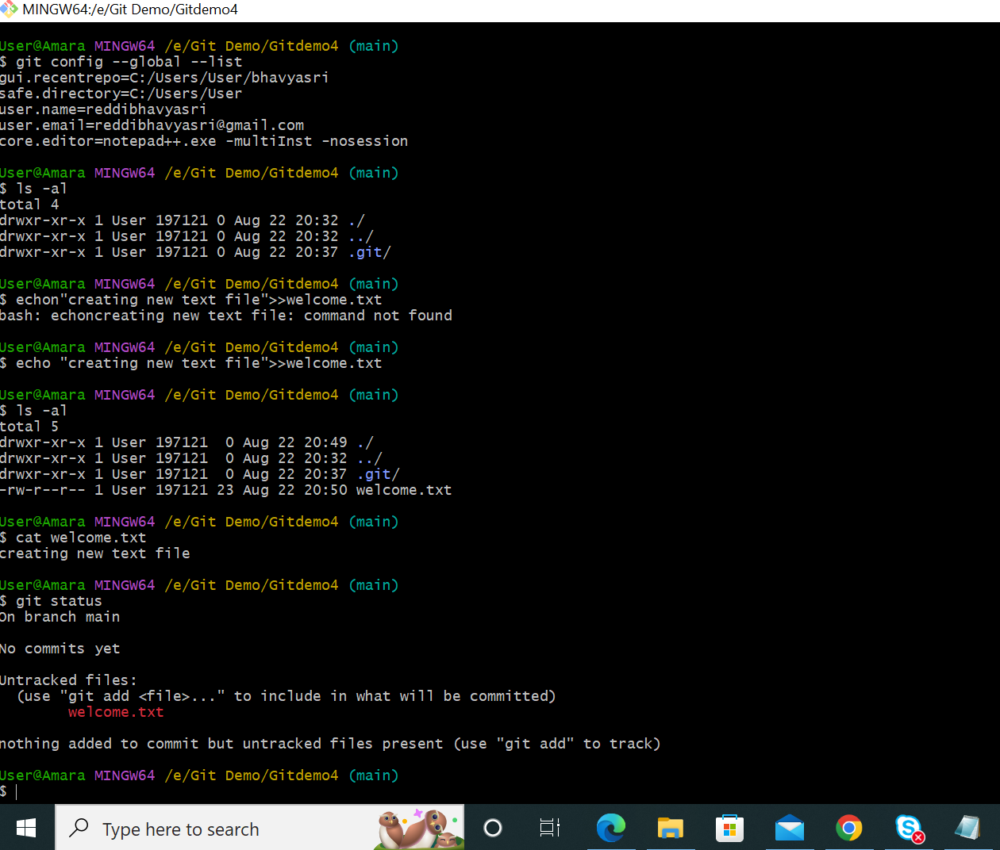 MINGW64:/e/Git Demo/Gitdemo4
User@Amara MINGW64 /e/Git Demo/Gitdemo4 (main)
$ git config --global --list
gui.recentrepo=C:/Users/User/bhavyasri
safe.directory=C:/Users/User
user.name=reddibhavyasri
user.email=reddibhavyasri@gmail.com
core.editor=notepad++.exe -multiInst -nosession
User@Amara MINGW64 /e/Git Demo/Gitdemo4 (main)
$ ls -al
total 4
drwxr-xr-x 1 User 197121 0 Aug 22 20:32 ./
drwxr-xr-x 1 User 197121 0 Aug 22 20:32 ../
drwxr-xr-x 1 User 197121 0 Aug 22 20:37 .git/
User@Amara MINGW64 /e/Git Demo/Gitdemo4 (main)
$ echon"creating new text file">>welcome.txt
bash: echoncreating new text file: command not found
User@Amara MINGW64 /e/Git Demo/Gitdemo4 (main)
$ echo "creating new text file">>welcome.txt
User@Amara MINGW64 /e/Git Demo/Gitdemo4 (main)
$ ls -al
total 5
drwxr-xr-x 1 User 197121  0 Aug 22 20:49 ./
drwxr-xr-x 1 User 197121  0 Aug 22 20:32 ../
drwxr-xr-x 1 User 197121  0 Aug 22 20:37 .git/
-rw-r--r-- 1 User 197121 23 Aug 22 20:50 welcome.txt
User@Amara MINGW64 /e/Git Demo/Gitdemo4 (main)
$ cat welcome.txt
creating new text file
User@Amara MINGW64 /e/Git Demo/Gitdemo4 (main)
$ git status
On branch main
No commits yet
Untracked files:
  (use "git add <file>..." to include in what will be committed)
        welcome.txt
nothing added to commit but untracked files present (use "git add" to track)
User@Amara MINGW64 /e/Git Demo/Gitdemo4 (main)
$
Type here to search